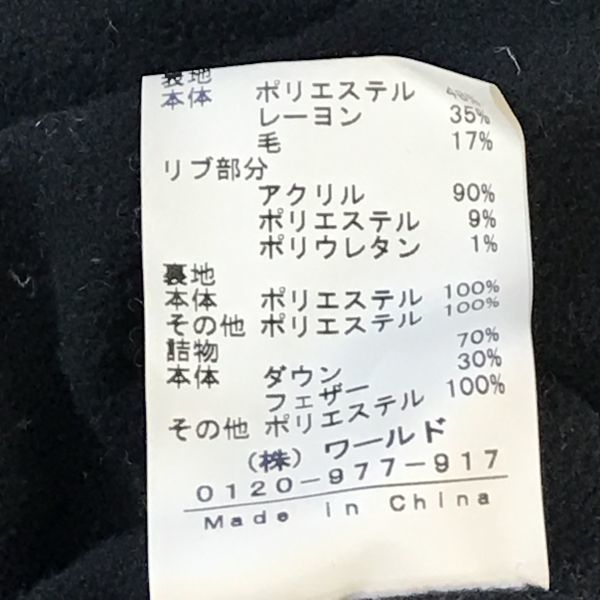 裏地
本体 ポリエステル 48%
レーヨン 35%
毛 17%
リブ部分
アクリル 90%
ポリエステル 9%
ポリウレタン 1%
裏地
本体 ポリエステル 100%
その他 ポリエステル 100%
詰物
本体 ダウン 70%
フェザー 30%
その他 ポリエステル 100%
(株) ワールド
0120-977-917
Made in China